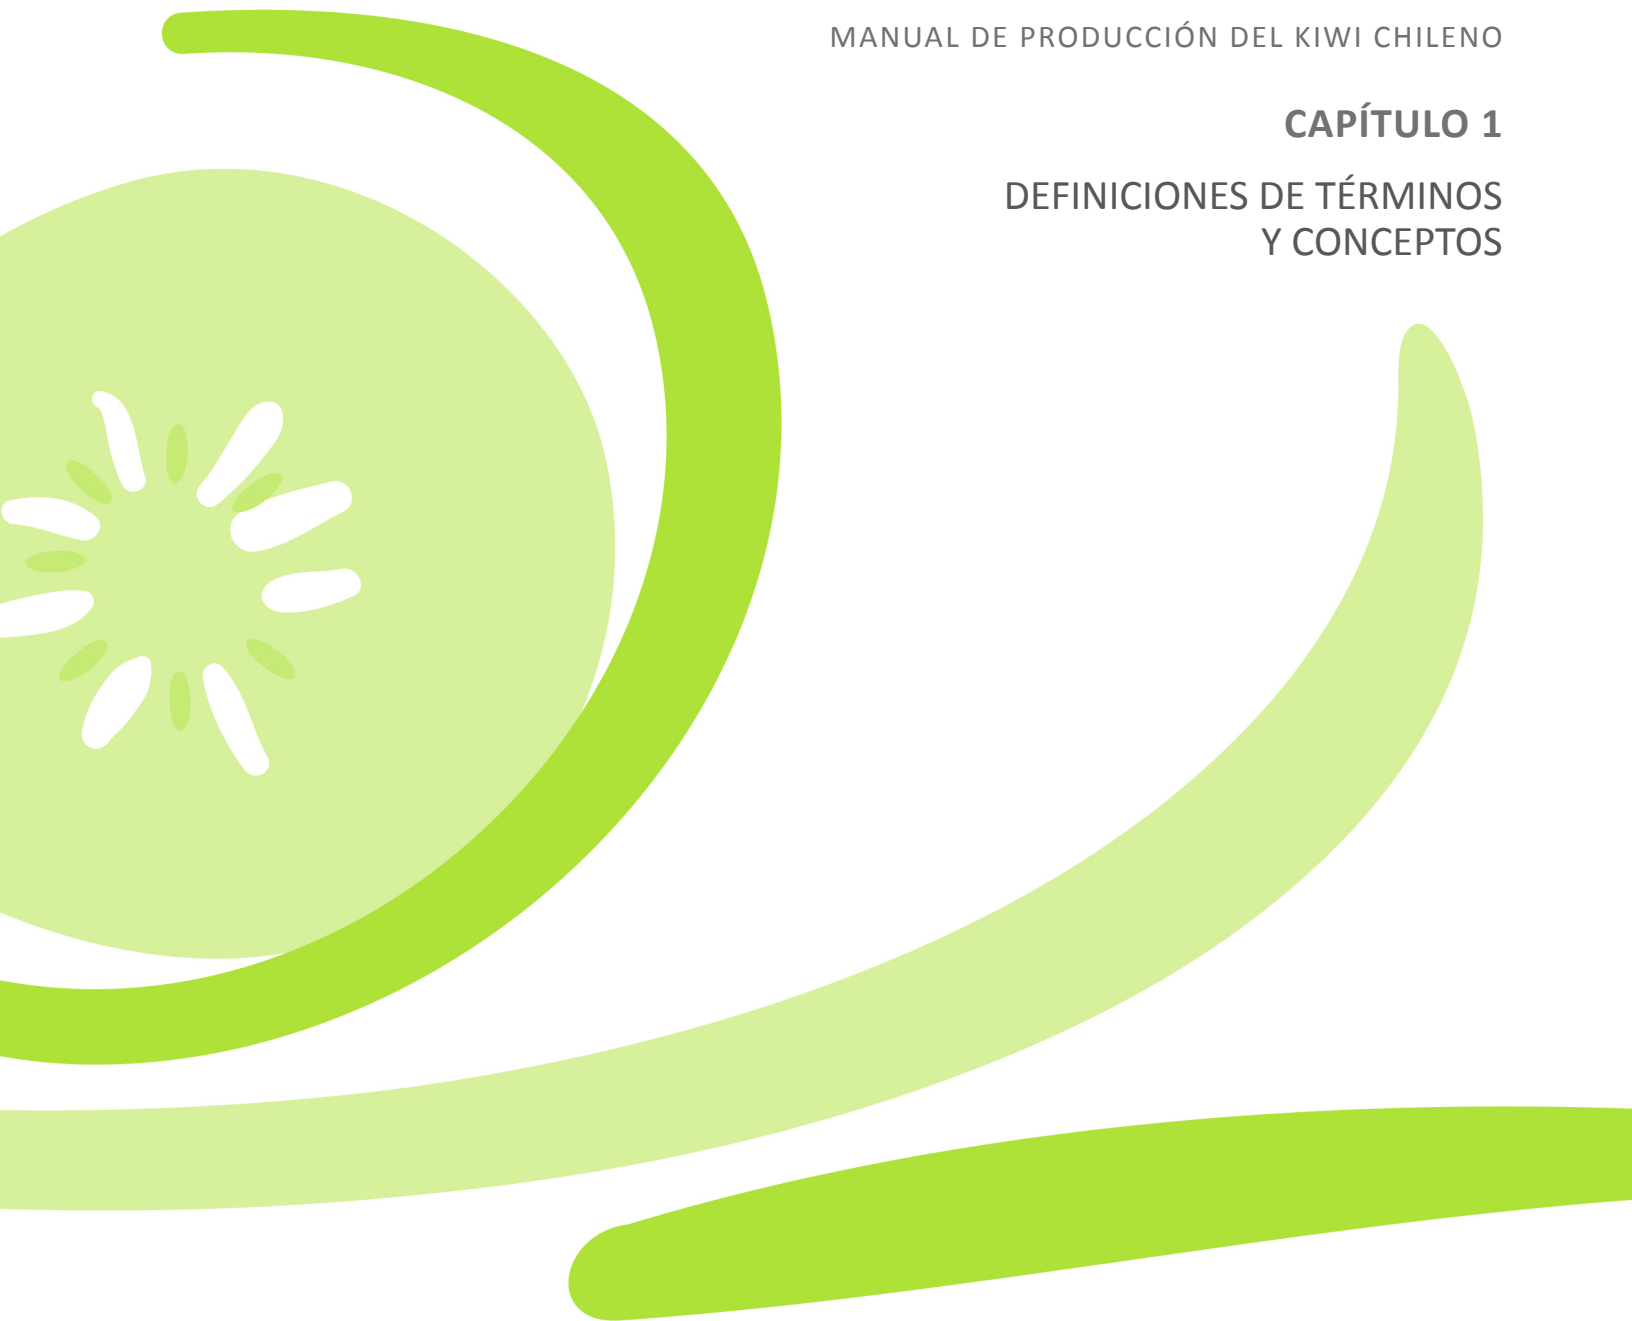 MANUAL DE PRODUCCIÓN DEL KIWI CHILENO
CAPÍTULO 1
DEFINICIONES DE TÉRMINOS
Y CONCEPTOS